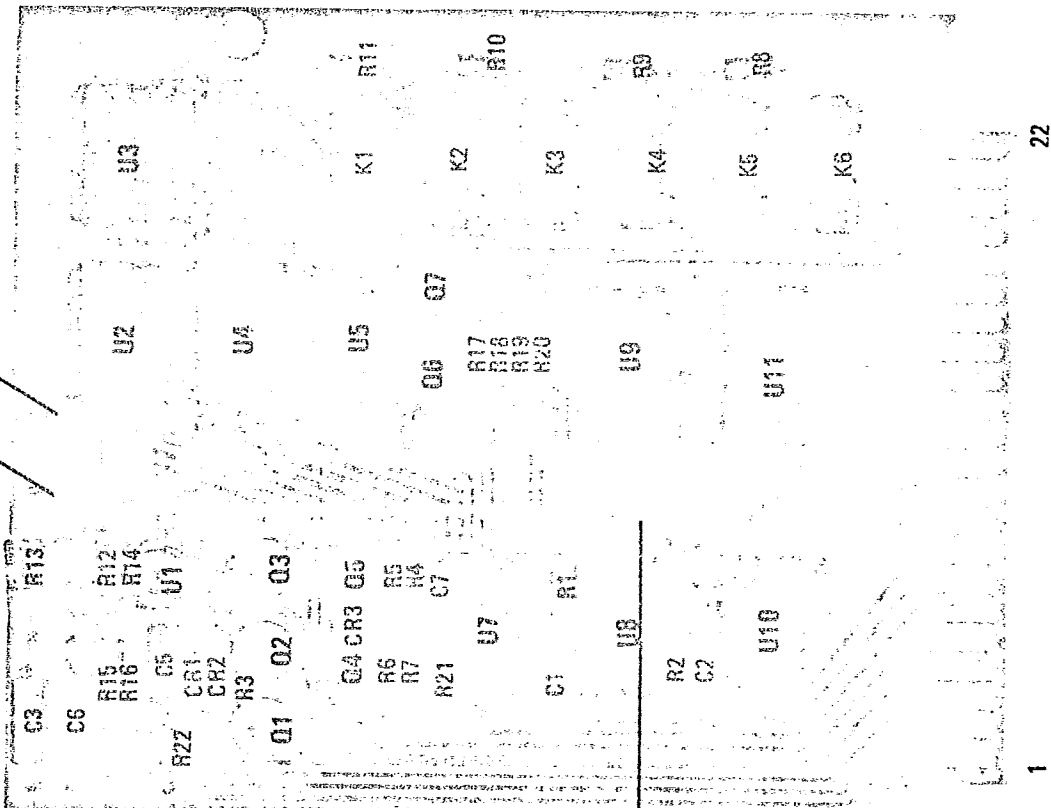 C3 R13
C6
R15 R12 U2 U3
R16 R14
C5 U1
R22
CR1
CR2
R3 U4
Q1 Q2 Q3
Q4 CR3 Q5 U5 K1 R11
R6 R5
R7 R4
R21 C7 Q6 Q7
K2
R17
U7 R10
R18
R19
R20
C1 R1 K3
U8 U9 R9
K4
R2
C2
K5
U10 U11 R8
K6
1 22